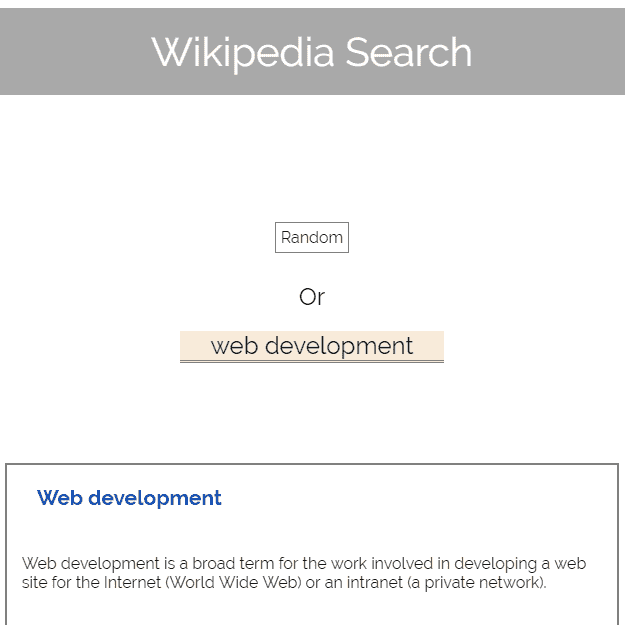 Wikipedia Search
Random
Or
web development
Web development
Web development is a broad term for the work involved in developing a web
site for the Internet (World Wide Web) or an intranet (a private network).